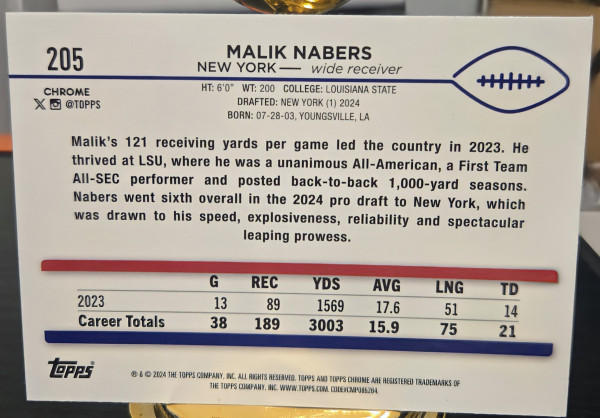 205
MALIK NABERS
NEW YORK — wide receiver
CHROME
@TOPPS
HT: 6'0" WT: 200 COLLEGE: LOUISIANA STATE
DRAFTED: NEW YORK (1) 2024
BORN: 07-28-03, YOUNGSVILLE, LA
Malik's 121 receiving yards per game led the country in 2023. He
thrived at LSU, where he was a unanimous All-American, a First Team
All-SEC performer and posted back-to-back 1,000-yard seasons.
Nabers went sixth overall in the 2024 pro draft to New York, which
was drawn to his speed, explosiveness, reliability and spectacular
leaping prowess.
G REC YDS AVG LNG TD
2023 13 89 1569 17.6 51 14
Career Totals 38 189 3003 15.9 75 21
Topps
® & © 2024 THE TOPPS COMPANY, INC. ALL RIGHTS RESERVED. TOPPS AND TOPPS CHROME ARE REGISTERED TRADEMARKS OF
THE TOPPS COMPANY, INC. WWW.TOPPS.COM.